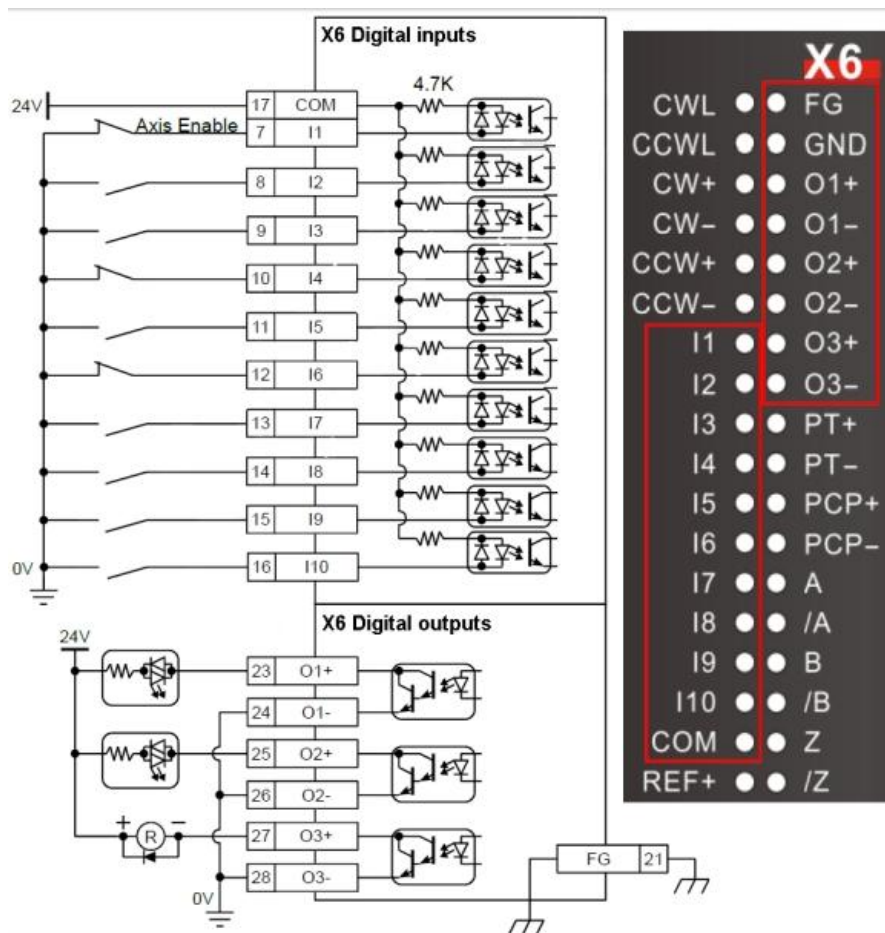 X6 Digital inputs
4.7K
24V
17 COM
Axis Enable
7 I1
8 I2
9 I3
10 I4
11 I5
12 I6
13 I7
14 I8
15 I9
0V
16 I10
X6 Digital outputs
24V
23 O1+
24 O1-
25 O2+
26 O2-
+ R −
27 O3+
28 O3-
0V
FG 21
X6
CWL FG
CCWL GND
CW+ O1+
CW− O1−
CCW+ O2+
CCW− O2−
I1 O3+
I2 O3−
I3 PT+
I4 PT−
I5 PCP+
I6 PCP−
I7 A
I8 /A
I9 B
I10 /B
COM Z
REF+ /Z